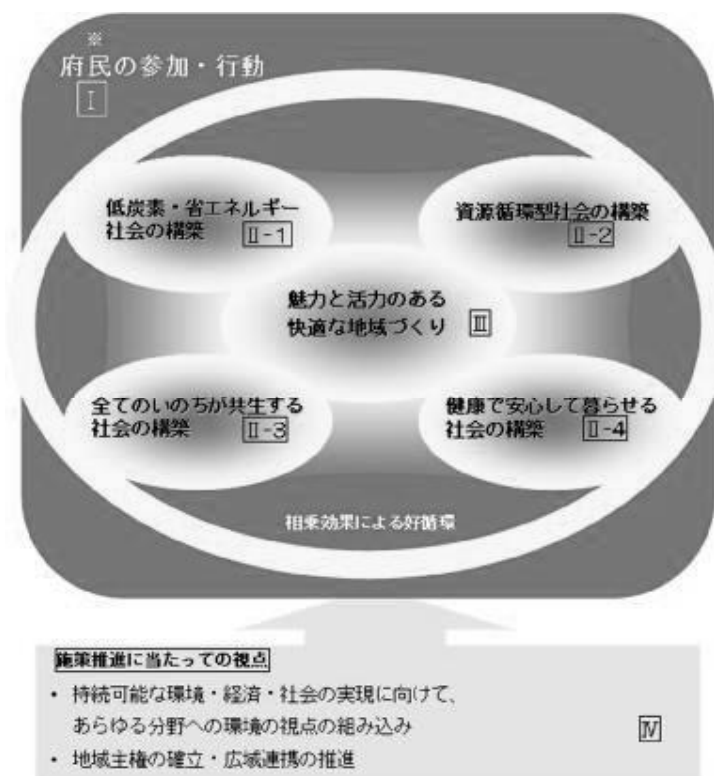 ※
府民の参加・行動
Ⅰ
低炭素・省エネルギー
社会の構築 Ⅱ-1
資源循環型社会の構築
Ⅱ-2
魅力と活力のある
快適な地域づくり Ⅲ
全てのいのちが共生する
社会の構築 Ⅱ-3
健康で安心して暮らせる
社会の構築 Ⅱ-4
相乗効果による好循環
施策推進に当たっての視点
・ 持続可能な環境・経済・社会の実現に向けて、
あらゆる分野への環境の視点の組み込み
Ⅳ
・ 地域主権の確立・広域連携の推進